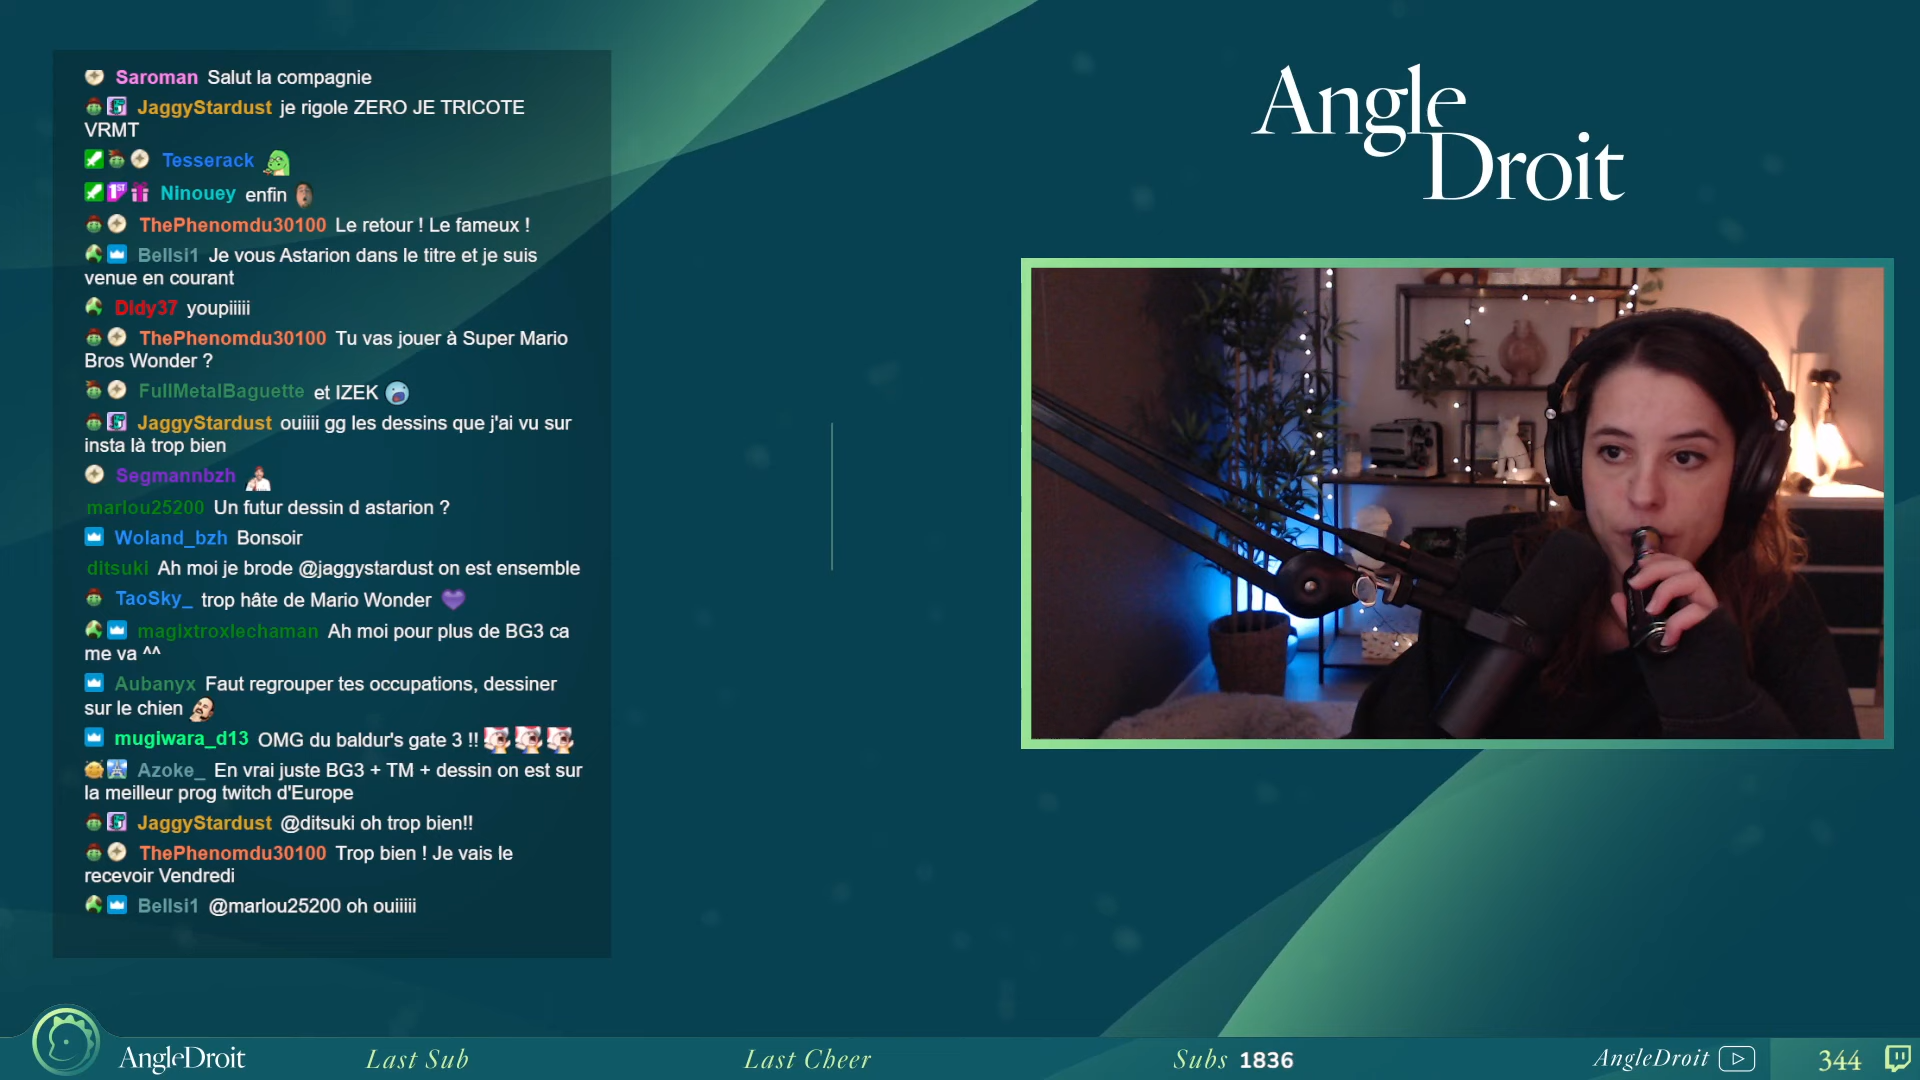 Saroman Salut la compagnie
JaggyStardust je rigole ZERO JE TRICOTE
VRMT
Tesserack
1ST Ninouey enfin
ThePhenomdu30100 Le retour ! Le fameux !
Bellsi1 Je vous Astarion dans le titre et je suis
venue en courant
Didy37 youpiiiii
ThePhenomdu30100 Tu vas jouer à Super Mario
Bros Wonder ?
FullMetalBaguette et IZEK
JaggyStardust ouiiii gg les dessins que j'ai vu sur
insta là trop bien
Segmannbzh
marlou25200 Un futur dessin d astarion ?
Woland_bzh Bonsoir
ditsuki Ah moi je brode @jaggystardust on est ensemble
TaoSky_ trop hâte de Mario Wonder
magixtroxlechaman Ah moi pour plus de BG3 ca
me va ^^
Aubanyx Faut regrouper tes occupations, dessiner
sur le chien
mugiwara_d13 OMG du baldur's gate 3 !!
Azoke_ En vrai juste BG3 + TM + dessin on est sur
la meilleur prog twitch d'Europe
JaggyStardust @ditsuki oh trop bien!!
ThePhenomdu30100 Trop bien ! Je vais le
recevoir Vendredi
Bellsi1 @marlou25200 oh ouiiiii
Angle
Droit
AngleDroit
Last Sub
Last Cheer
Subs 1836
AngleDroit
344